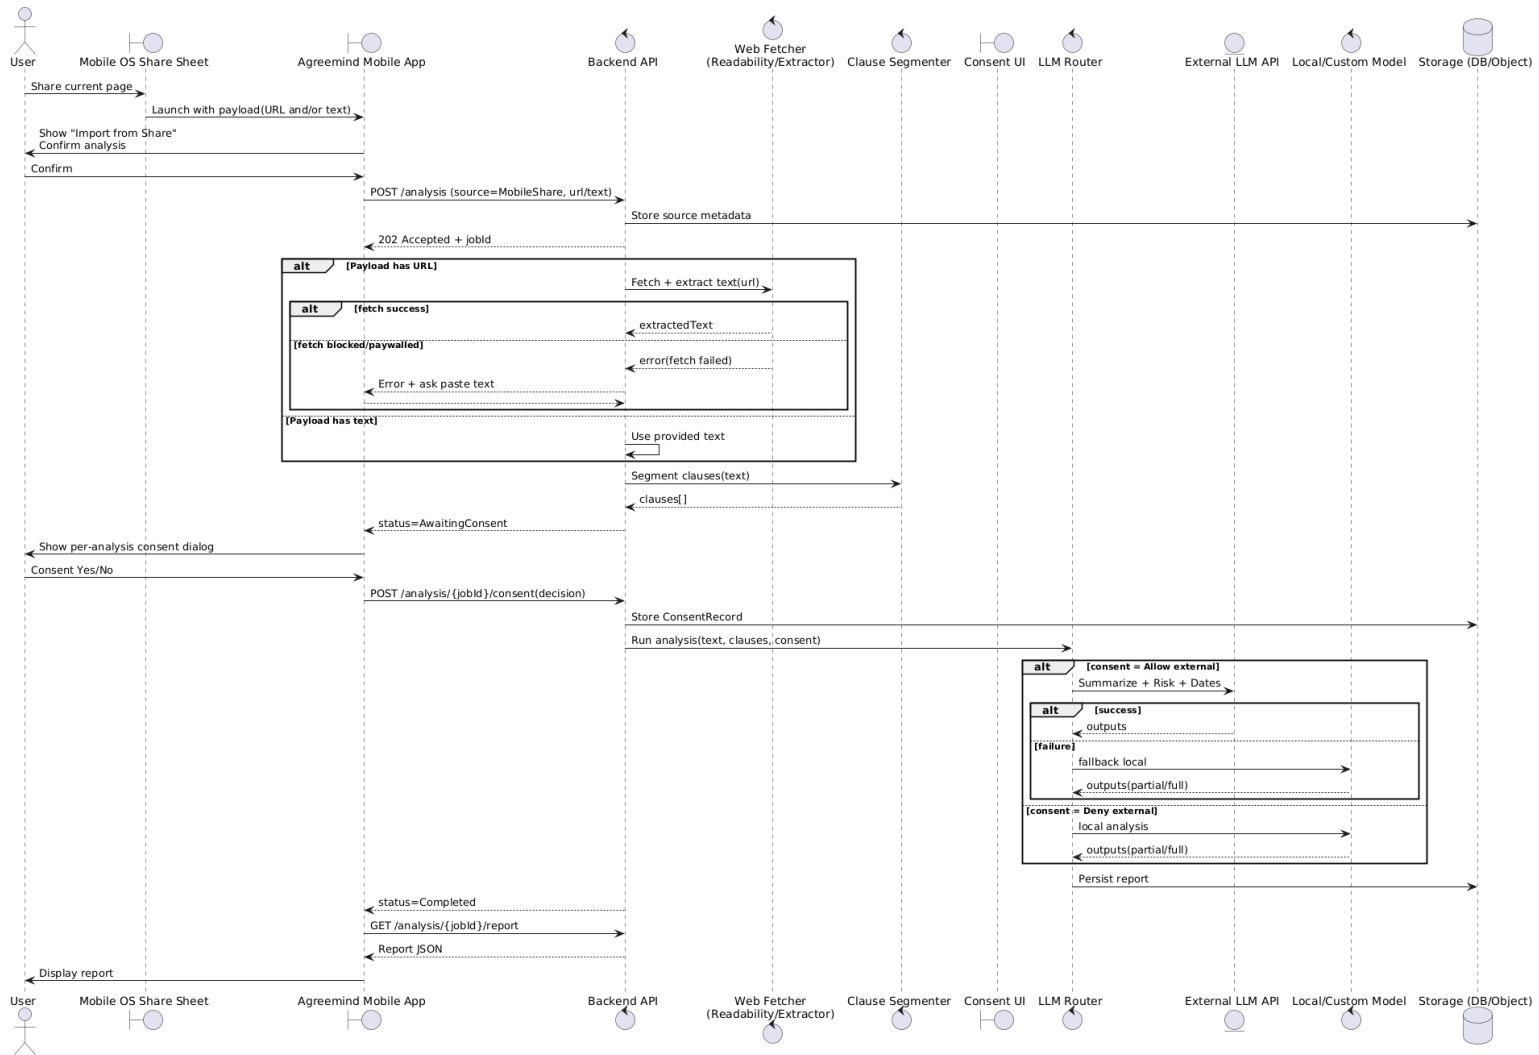 User
Mobile OS Share Sheet
Agreemind Mobile App
Backend API
Web Fetcher
(Readability/Extractor)
Clause Segmenter
Consent UI
LLM Router
External LLM API
Local/Custom Model
Storage (DB/Object)
Share current page
Launch with payload(URL and/or text)
Show "Import from Share"
Confirm analysis
Confirm
POST /analysis (source=MobileShare, url/text)
Store source metadata
202 Accepted + jobId
alt [Payload has URL]
Fetch + extract text(url)
alt [fetch success]
extractedText
[fetch blocked/paywalled]
error(fetch failed)
Error + ask paste text
[Payload has text]
Use provided text
Segment clauses(text)
clauses[]
status=AwaitingConsent
Show per-analysis consent dialog
Consent Yes/No
POST /analysis/{jobId}/consent(decision)
Store ConsentRecord
Run analysis(text, clauses, consent)
alt [consent = Allow external]
Summarize + Risk + Dates
alt [success]
outputs
[failure]
fallback local
outputs(partial/full)
[consent = Deny external]
local analysis
outputs(partial/full)
Persist report
status=Completed
GET /analysis/{jobId}/report
Report JSON
Display report
User
Mobile OS Share Sheet
Agreemind Mobile App
Backend API
Web Fetcher
(Readability/Extractor)
Clause Segmenter
Consent UI
LLM Router
External LLM API
Local/Custom Model
Storage (DB/Object)